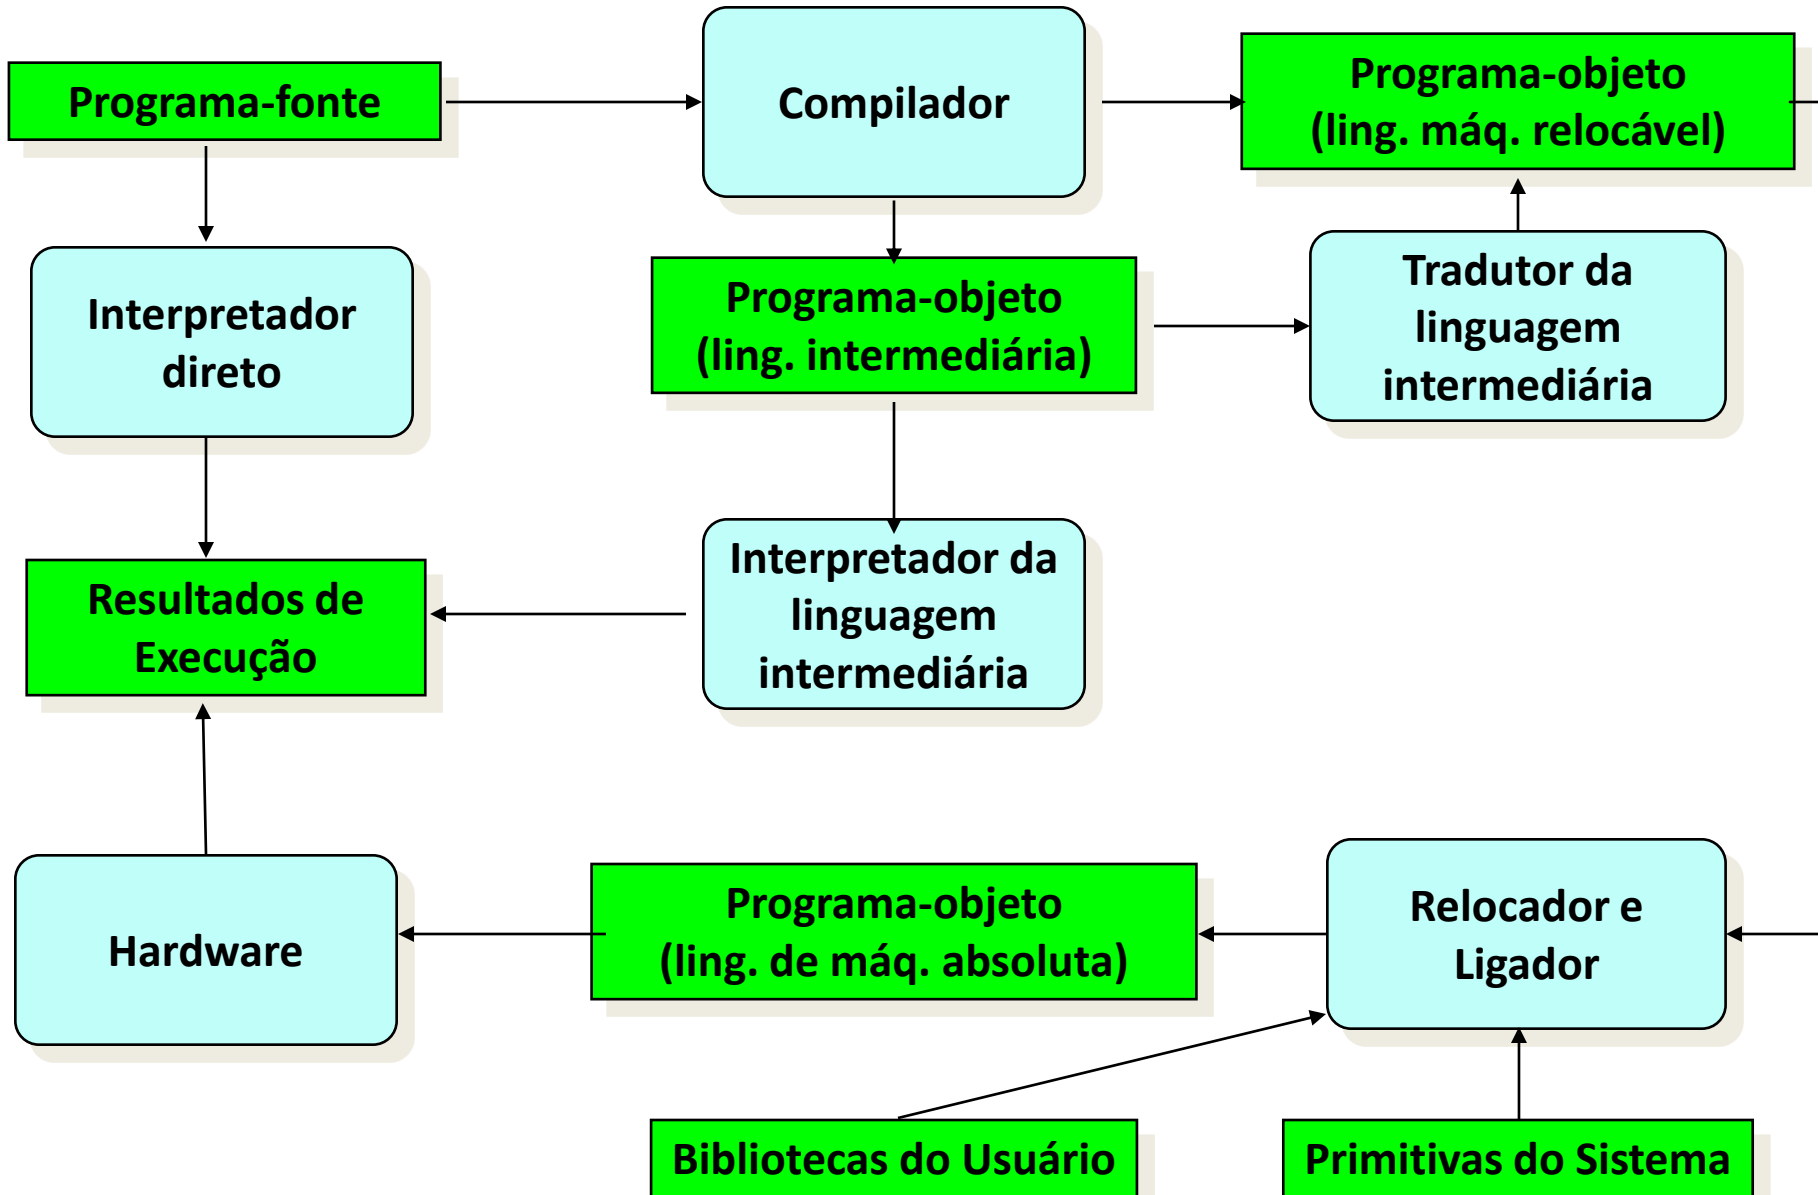 Programa-fonte
Compilador
Programa-objeto
(ling. máq. relocável)
Interpretador
direto
Programa-objeto
(ling. intermediária)
Tradutor da
linguagem
intermediária
Resultados de
Execução
Interpretador da
linguagem
intermediária
Hardware
Programa-objeto
(ling. de máq. absoluta)
Relocador e
Ligador
Bibliotecas do Usuário
Primitivas do Sistema